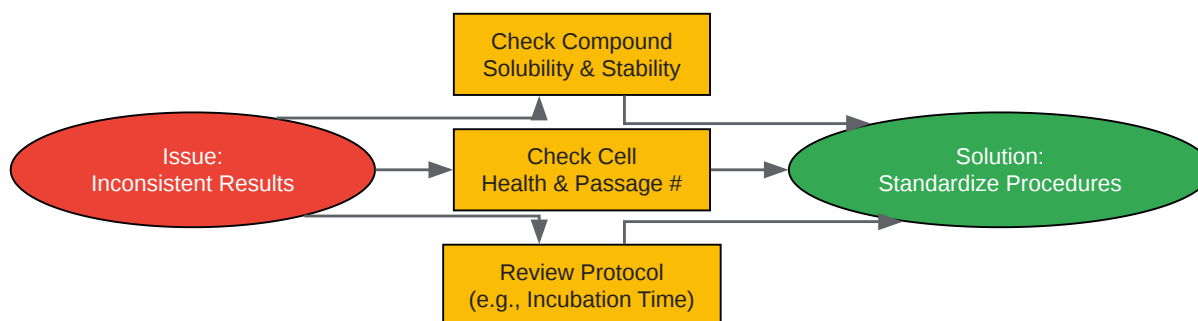 Check Compound
Solubility & Stability
Issue:
Inconsistent Results
Check Cell
Health & Passage #
Solution:
Standardize Procedures
Review Protocol
(e.g., Incubation Time)